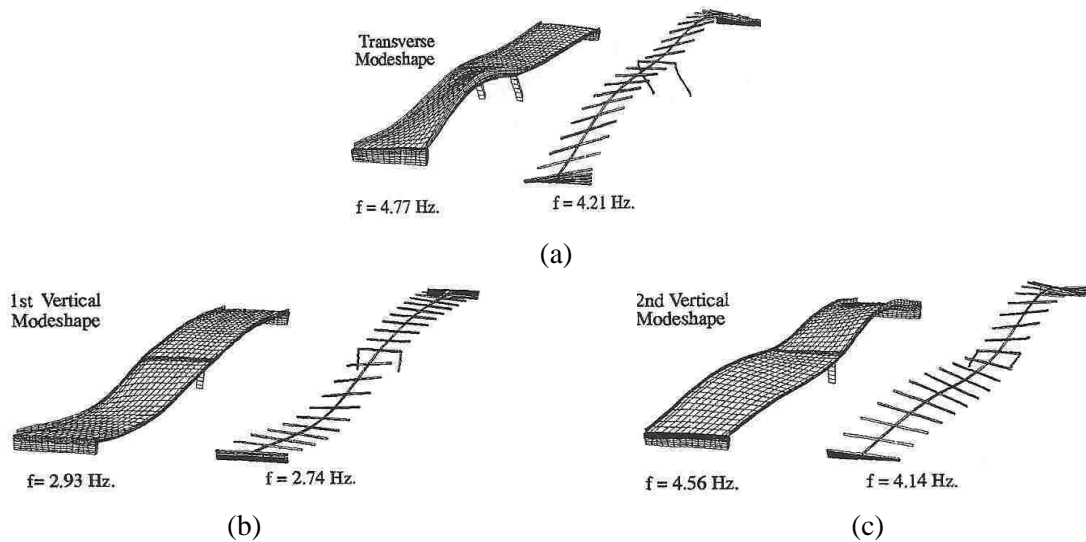 Transverse
Modeshape
f = 4.77 Hz.
f = 4.21 Hz.
(a)
1st Vertical
Modeshape
f= 2.93 Hz.
f = 2.74 Hz.
(b)
2nd Vertical
Modeshape
f = 4.56 Hz.
f = 4.14 Hz.
(c)